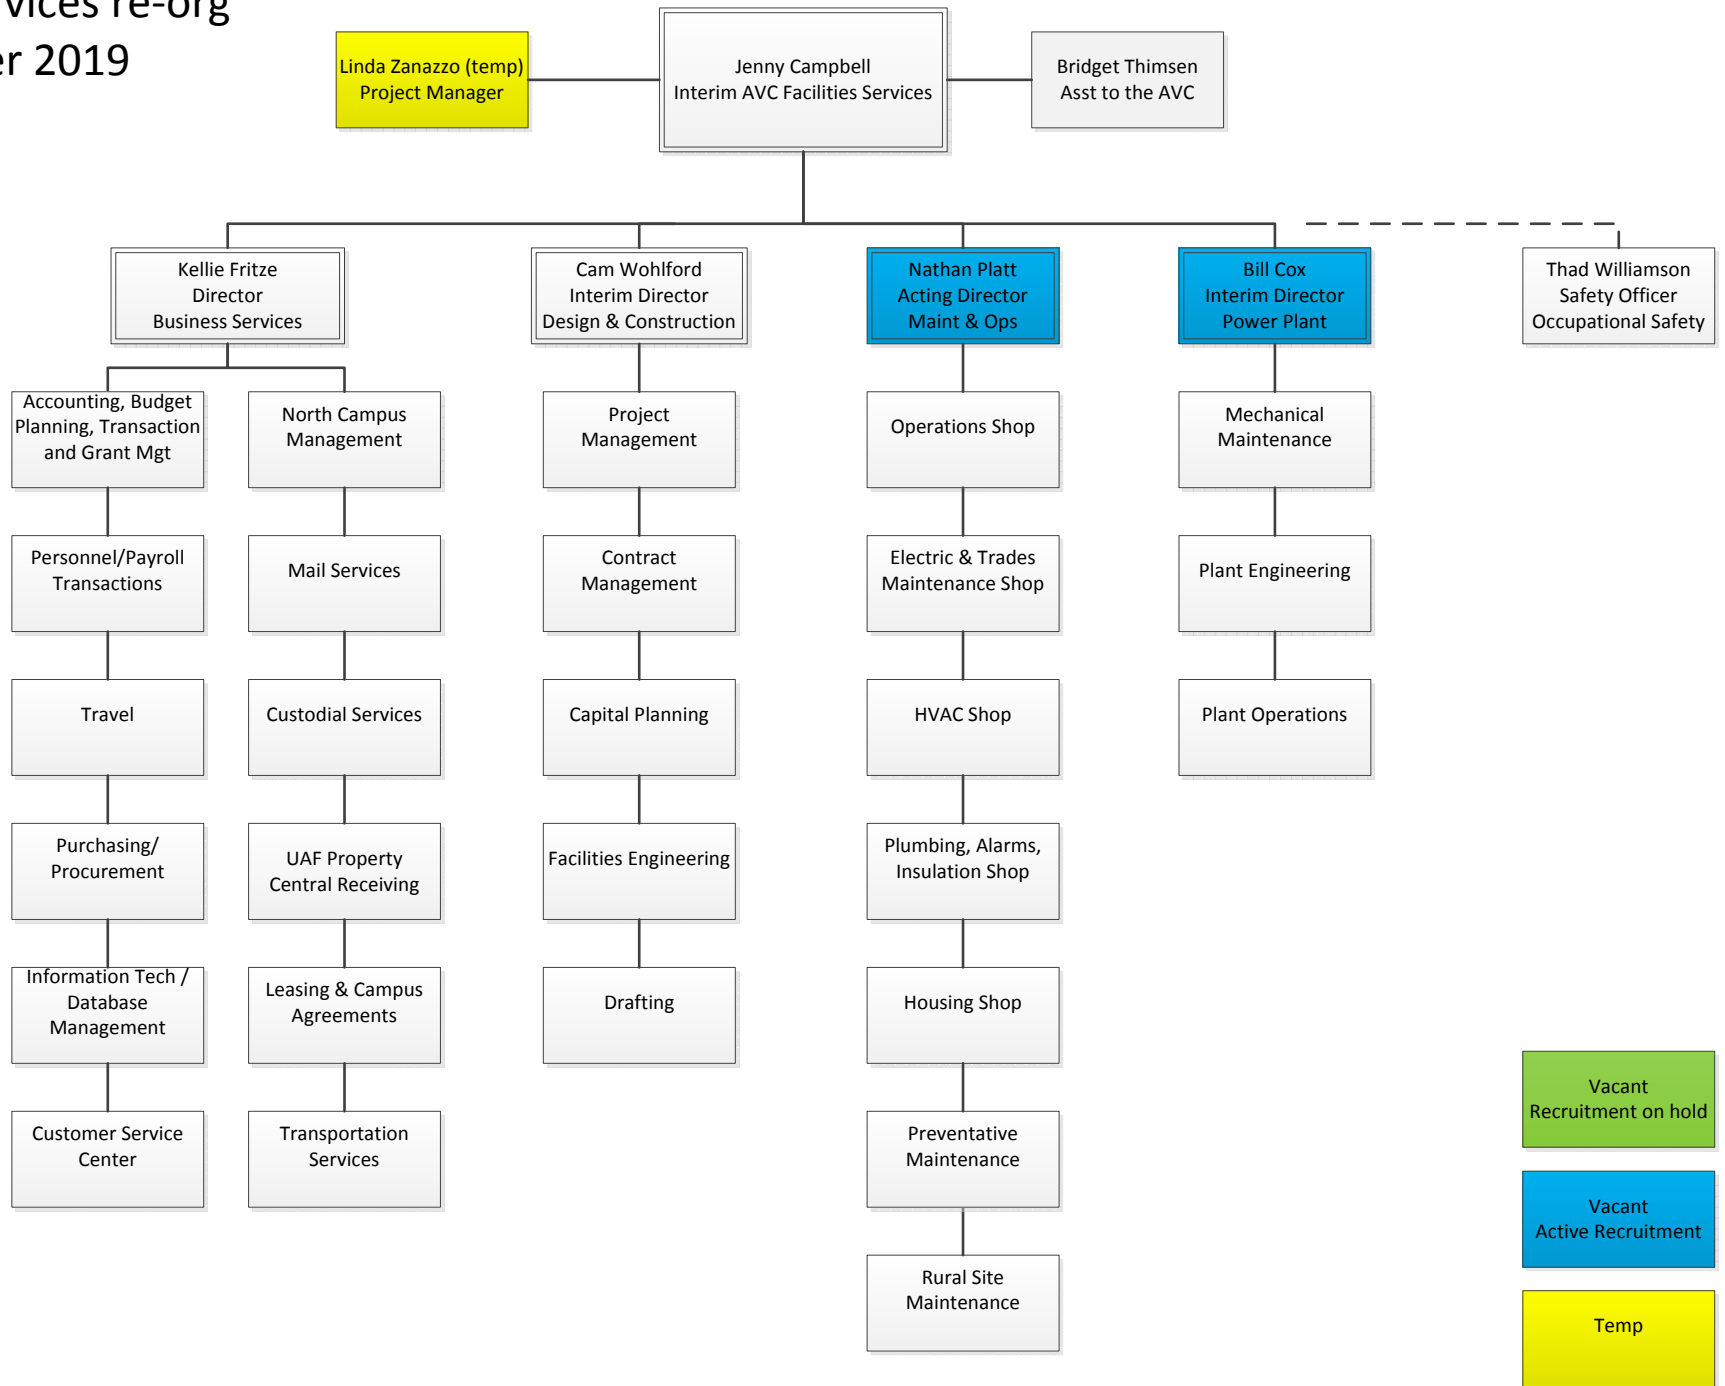 re-org
2019
Linda Zanazzo (temp)
Project Manager
Jenny Campbell
Interim AVC Facilities Services
Bridget Thimsen
Asst to the AVC
Kellie Fritze
Director
Business Services
Cam Wohlford
Interim Director
Design & Construction
Nathan Platt
Acting Director
Maint & Ops
Bill Cox
Interim Director
Power Plant
Thad Williamson
Safety Officer
Occupational Safety
Accounting, Budget
Planning, Transaction
and Grant Mgt
North Campus
Management
Project
Management
Operations Shop
Mechanical
Maintenance
Personnel/Payroll
Transactions
Mail Services
Contract
Management
Electric & Trades
Maintenance Shop
Plant Engineering
Travel
Custodial Services
Capital Planning
HVAC Shop
Plant Operations
Purchasing/
Procurement
UAF Property
Central Receiving
Facilities Engineering
Plumbing, Alarms,
Insulation Shop
Information Tech /
Database
Management
Leasing & Campus
Agreements
Drafting
Housing Shop
Customer Service
Center
Transportation
Services
Preventative
Maintenance
Rural Site
Maintenance
Vacant
Recruitment on hold
Vacant
Active Recruitment
Temp